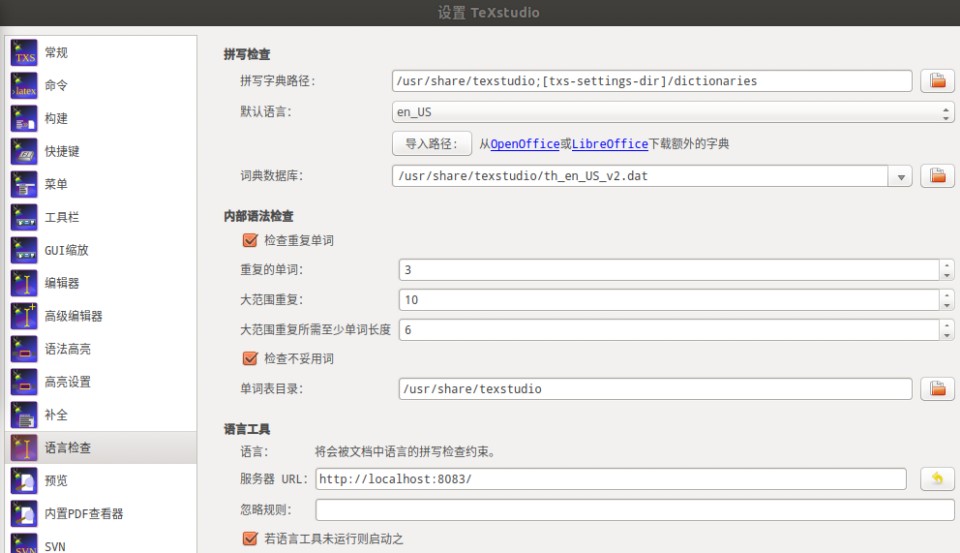 设置 TeXstudio
常规
命令
构建
快捷键
菜单
工具栏
GUI缩放
编辑器
高级编辑器
语法高亮
高亮设置
补全
语言检查
预览
内置PDF查看器
SVN
拼写检查
拼写字典路径: /usr/share/texstudio;[txs-settings-dir]/dictionaries
默认语言: en_US
导入路径: 从OpenOffice或LibreOffice下载额外的字典
词典数据库: /usr/share/texstudio/th_en_US_v2.dat
内部语法检查
检查重复单词
重复的单词: 3
大范围重复: 10
大范围重复所需至少单词长度 6
检查不妥用词
单词表目录: /usr/share/texstudio
语言工具
语言: 将会被文档中语言的拼写检查约束。
服务器 URL: http://localhost:8083/
忽略规则:
若语言工具未运行则启动之